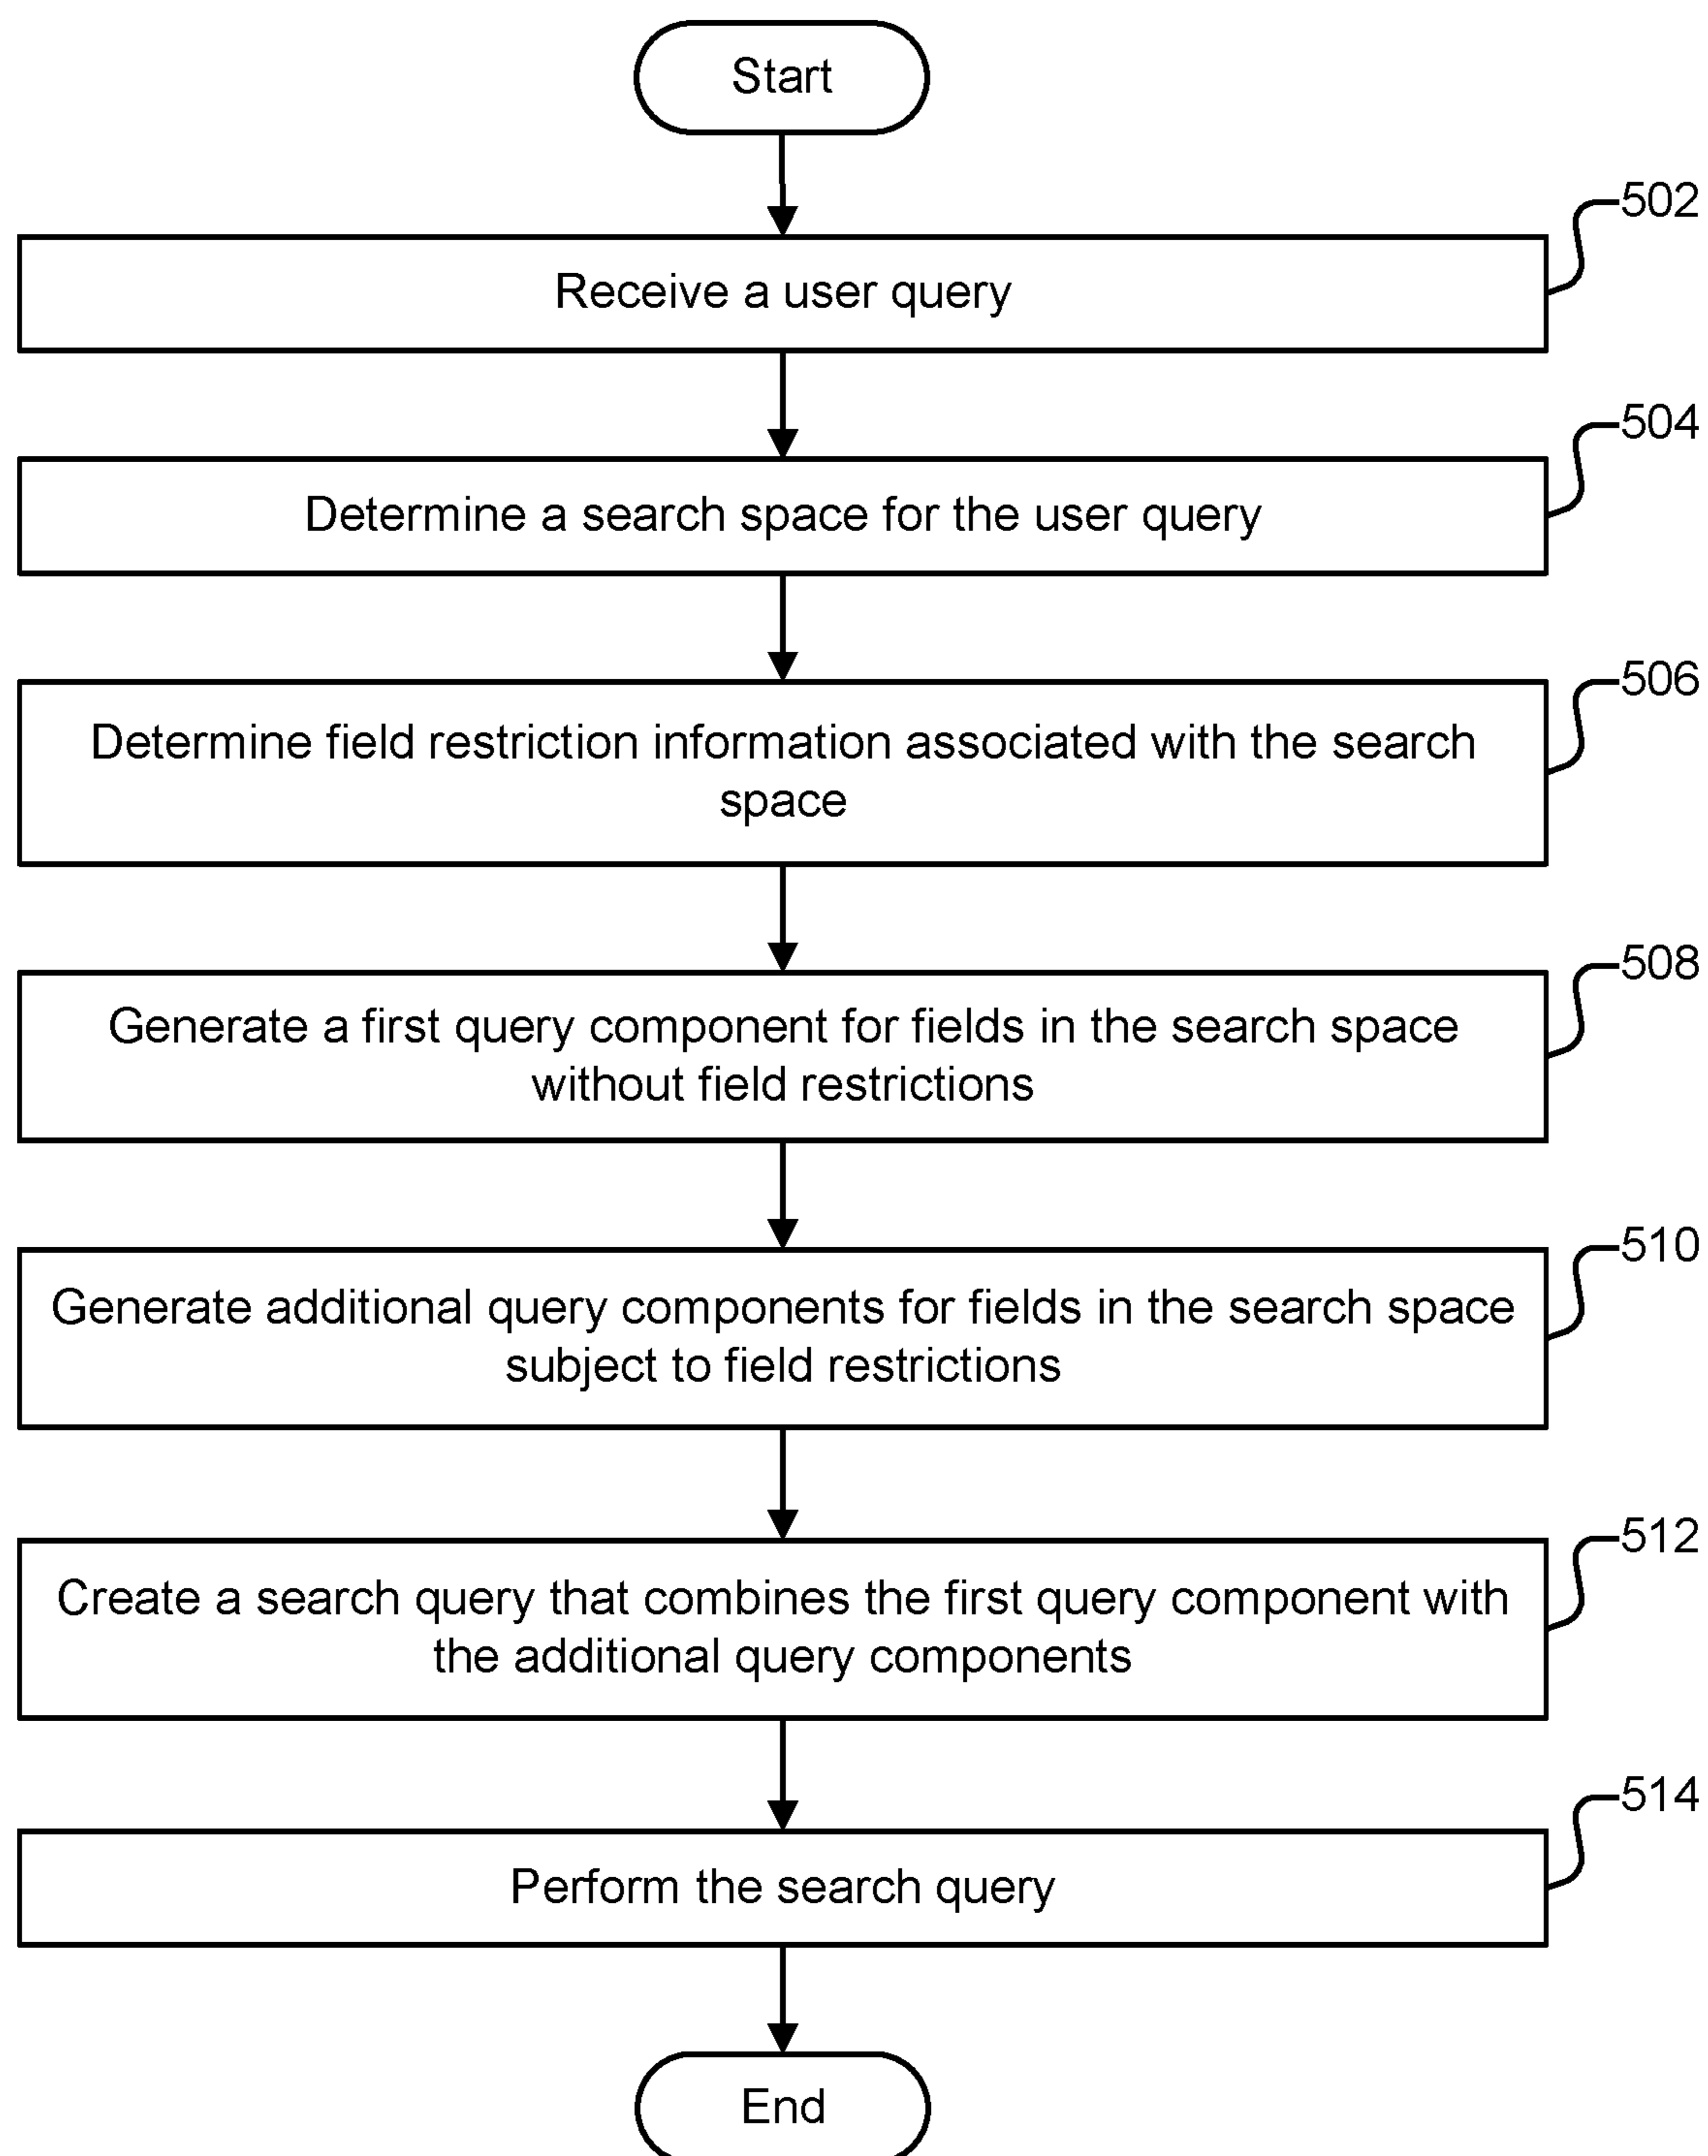 Start
502
Receive a user query
504
Determine a search space for the user query
506
Determine field restriction information associated with the search
space
508
Generate a first query component for fields in the search space
without field restrictions
510
Generate additional query components for fields in the search space
subject to field restrictions
512
Create a search query that combines the first query component with
the additional query components
514
Perform the search query
End